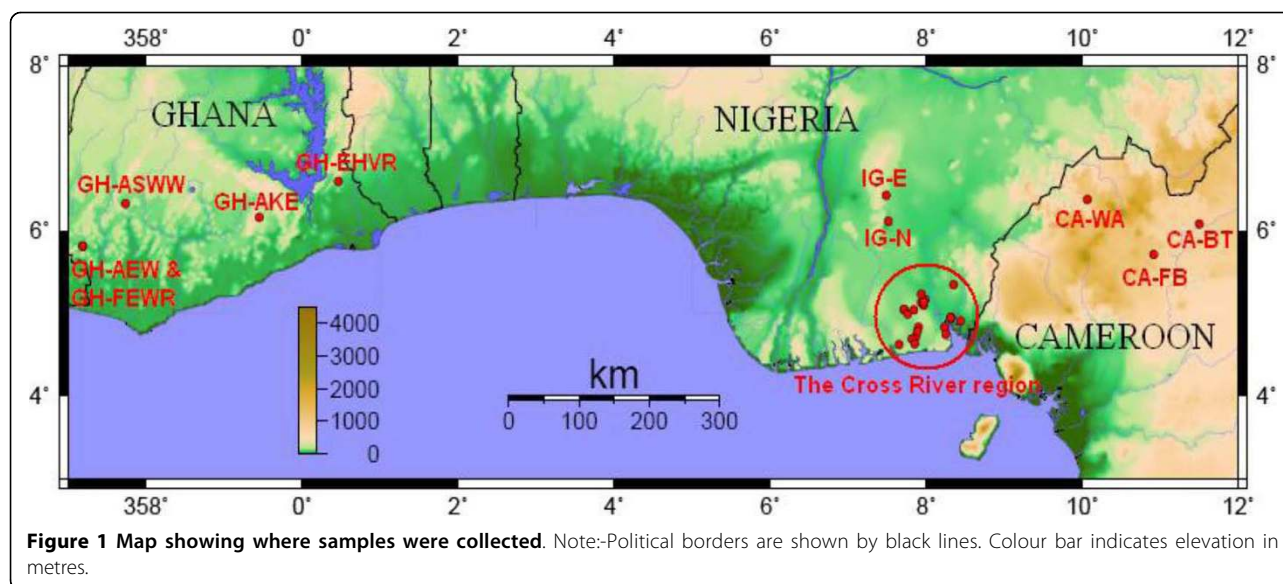 358° 0° 2° 4° 6° 8° 10° 12°
8° 8°
GHANA NIGERIA
GH-EHVR
GH-ASWW GH-AKE IG-E CA-WA
6° 6°
IG-N CA-BT
GH-AEW & CA-FB
GH-FEWR
4000
3000 CAMEROON
2000 km The Cross River region
4° 4°
1000
0 0 100 200 300
358° 0° 2° 4° 6° 8° 10° 12°
Figure 1 Map showing where samples were collected. Note:-Political borders are shown by black lines. Colour bar indicates elevation in
metres.